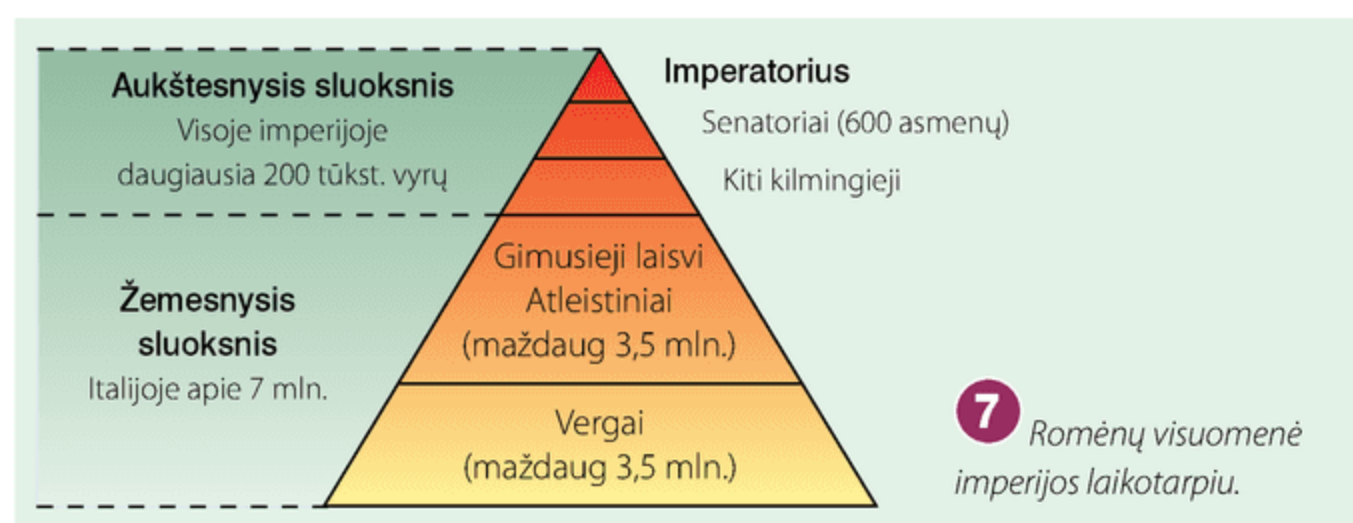 Aukštesnysis sluoksnis
Visoje imperijoje
daugiausia 200 tūkst. vyrų
Imperatorius
Senatoriai (600 asmenų)
Kiti kilmingieji
Žemesnysis
sluoksnis
Italijoje apie 7 mln.
Gimusieji laisvi
Atleistiniai
(maždaug 3,5 mln.)
Vergai
(maždaug 3,5 mln.)
7 Romėnų visuomenė
imperijos laikotarpiu.